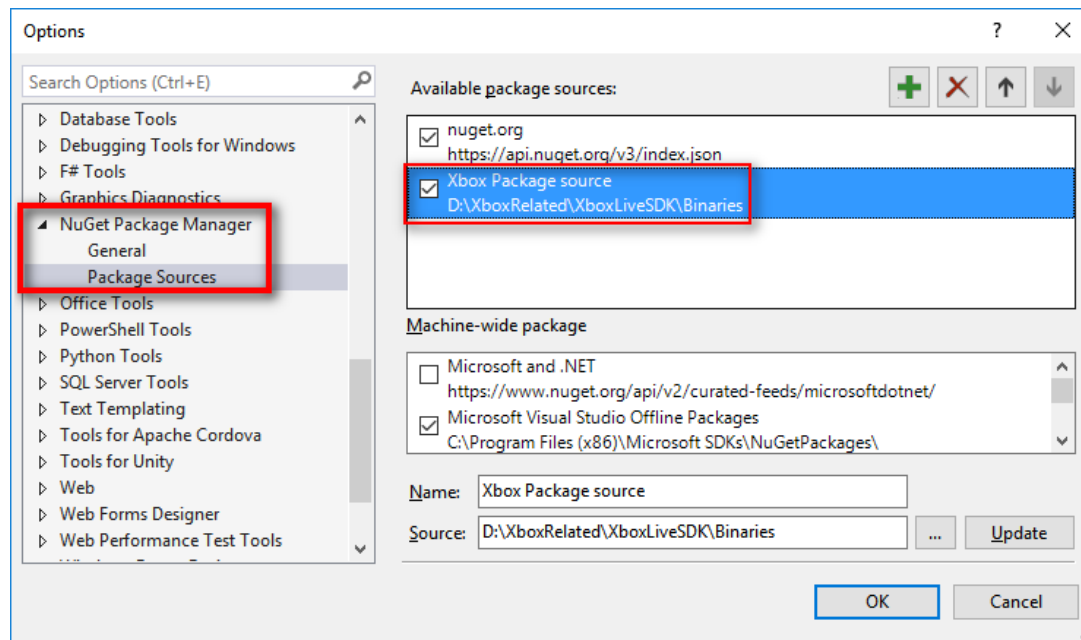 Options
?
Search Options (Ctrl+E)
Database Tools
Debugging Tools for Windows
F# Tools
Graphics Diagnostics
NuGet Package Manager
General
Package Sources
Office Tools
PowerShell Tools
Python Tools
SQL Server Tools
Text Templating
Tools for Apache Cordova
Tools for Unity
Web
Web Forms Designer
Web Performance Test Tools
Available package sources:
nuget.org
https://api.nuget.org/v3/index.json
Xbox Package source
D:\XboxRelated\XboxLiveSDK\Binaries
Machine-wide package
Microsoft and .NET
https://www.nuget.org/api/v2/curated-feeds/microsoftdotnet/
Microsoft Visual Studio Offline Packages
C:\Program Files (x86)\Microsoft SDKs\NuGetPackages\
Name: Xbox Package source
Source: D:\XboxRelated\XboxLiveSDK\Binaries ... Update
OK Cancel